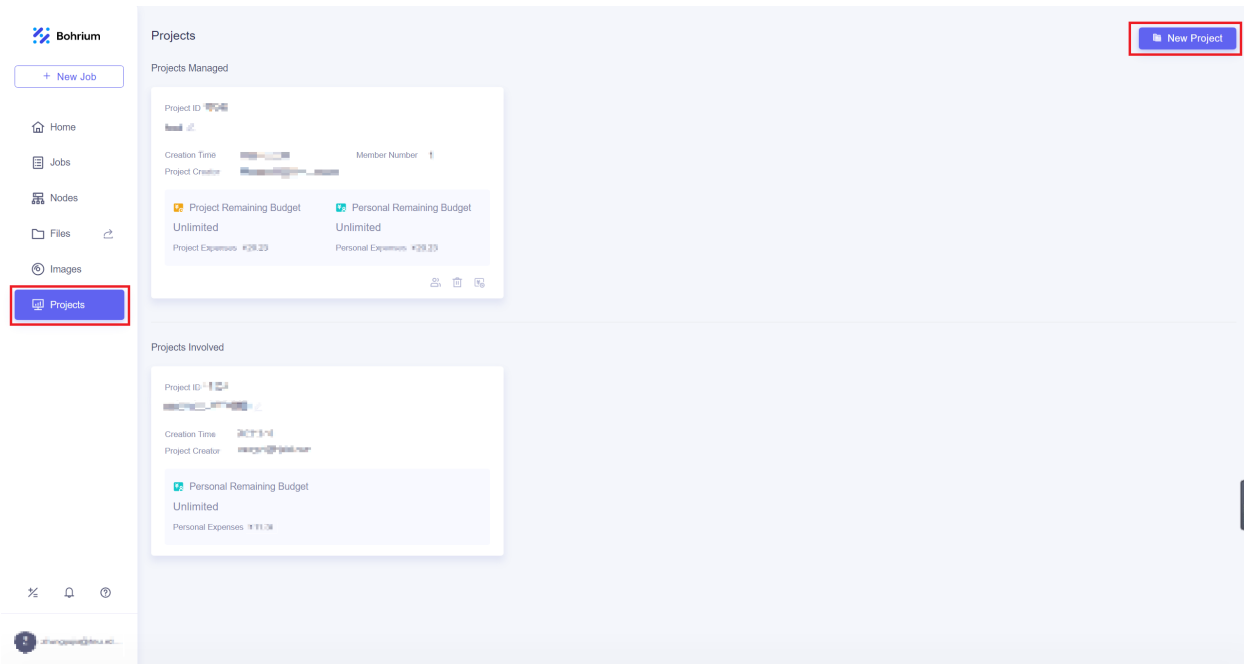 Bohrium
+ New Job
Home
Jobs
Nodes
Files
Images
Projects
Projects
New Project
Projects Managed
Project ID
Creation Time Member Number 1
Project Creator
Project Remaining Budget Personal Remaining Budget
Unlimited Unlimited
Project Expenses Personal Expenses
Projects Involved
Project ID
Creation Time
Project Creator
Personal Remaining Budget
Unlimited
Personal Expenses